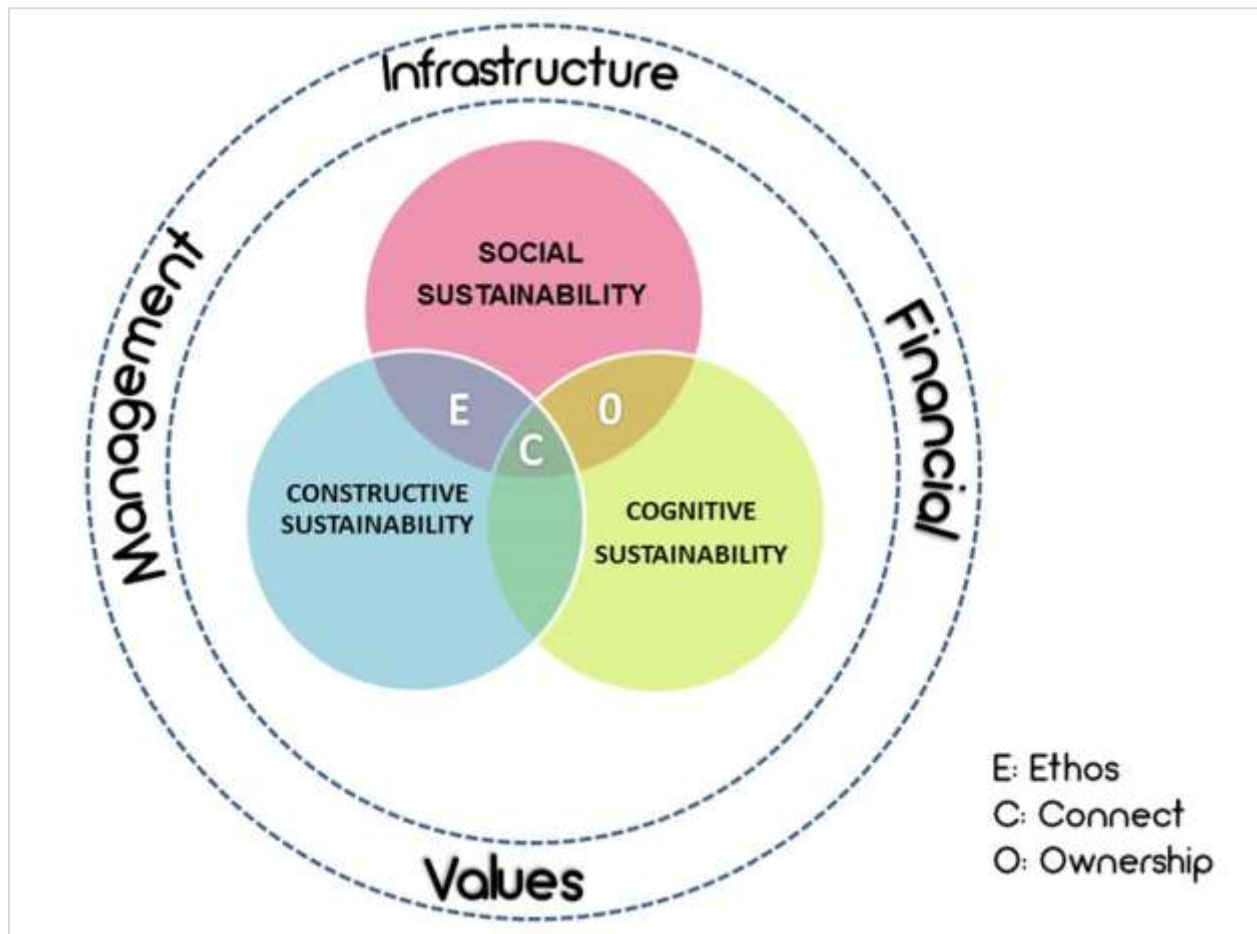 Infrastructure
Management
Financial
SOCIAL
SUSTAINABILITY
E
O
C
CONSTRUCTIVE
SUSTAINABILITY
COGNITIVE
SUSTAINABILITY
Values
E: Ethos
C: Connect
O: Ownership